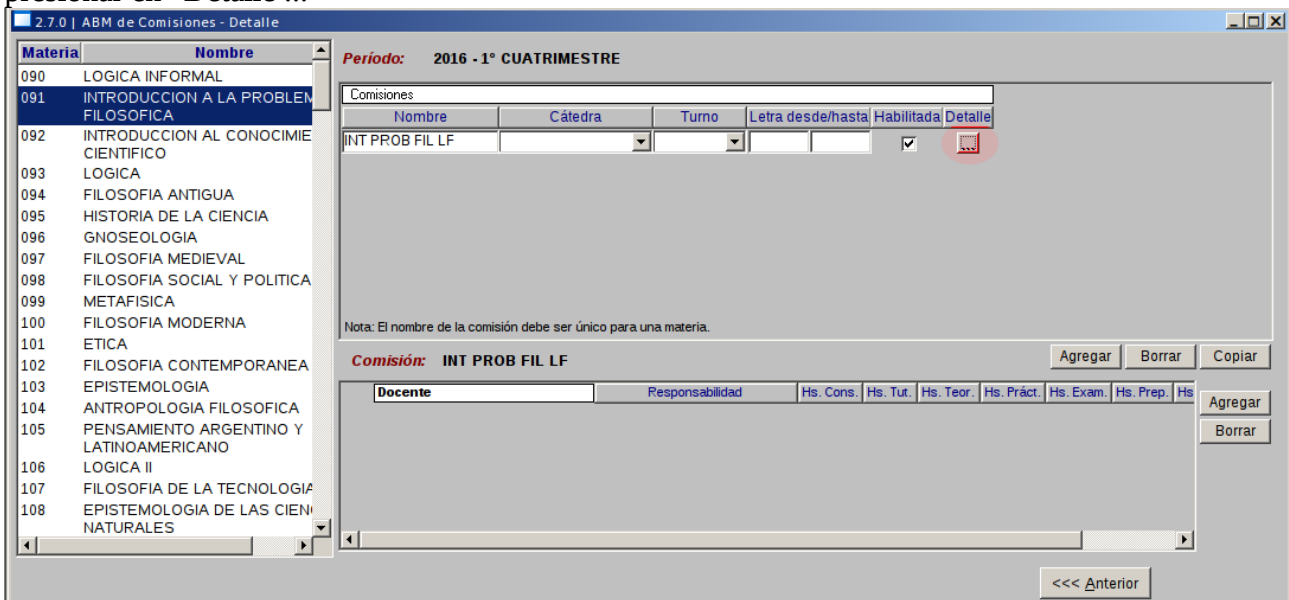 presionar en "Detalle ...
2.7.0 | ABM de Comisiones - Detalle
Materia Nombre
090 LOGICA INFORMAL
091 INTRODUCCION A LA PROBLEM
FILOSOFICA
092 INTRODUCCION AL CONOCIMIE
CIENTIFICO
093 LOGICA
094 FILOSOFIA ANTIGUA
095 HISTORIA DE LA CIENCIA
096 GNOSEOLOGIA
097 FILOSOFIA MEDIEVAL
098 FILOSOFIA SOCIAL Y POLITICA
099 METAFISICA
100 FILOSOFIA MODERNA
101 ETICA
102 FILOSOFIA CONTEMPORANEA
103 EPISTEMOLOGIA
104 ANTROPOLOGIA FILOSOFICA
105 PENSAMIENTO ARGENTINO Y
LATINOAMERICANO
106 LOGICA II
107 FILOSOFIA DE LA TECNOLOGIA
108 EPISTEMOLOGIA DE LAS CIEN
NATURALES
Período: 2016 - 1° CUATRIMESTRE
Comisiones
Nombre Cátedra Turno Letra desde/hasta Habilitada Detalle
INT PROB FIL LF ...
Nota: El nombre de la comisión debe ser único para una materia.
Agregar Borrar Copiar
Comisión: INT PROB FIL LF
Docente Responsabilidad Hs. Cons. Hs. Tut. Hs. Teor. Hs. Práct. Hs. Exam. Hs. Prep. Hs
Agregar
Borrar
<<< Anterior